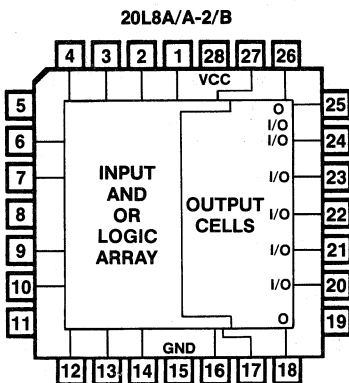 20L8A/A-2/B
4 3 2 1 28 27 26
VCC
5 25
O
I/O
6 I/O 24
7 I/O 23
INPUT
AND
OR
LOGIC
ARRAY
OUTPUT
CELLS
8 I/O 22
9 I/O 21
10 I/O 20
11 O 19
GND
12 13 14 15 16 17 18